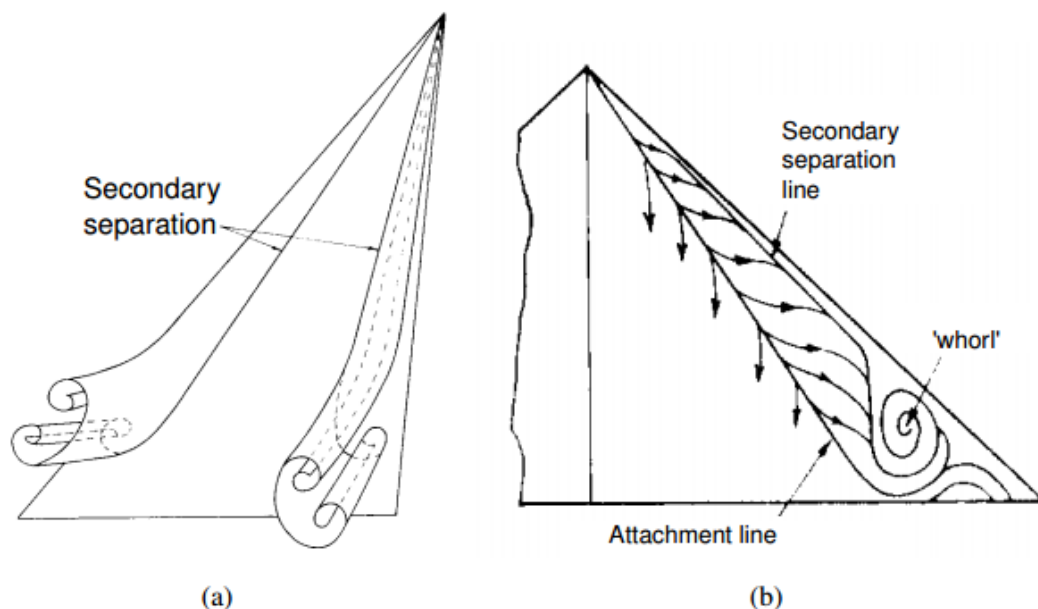 Secondary
separation
Secondary
separation
line
'whorl'
Attachment line
(a)
(b)